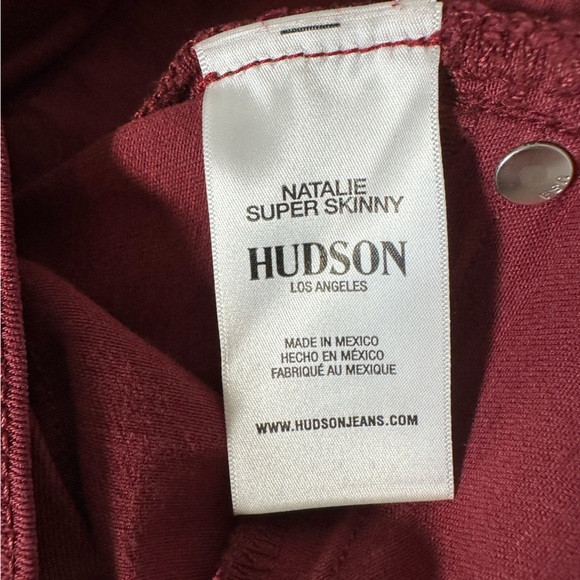 NATALIE
SUPER SKINNY
HUDSON
LOS ANGELES
MADE IN MEXICO
HECHO EN MÉXICO
FABRIQUÉ AU MEXIQUE
WWW.HUDSONJEANS.COM